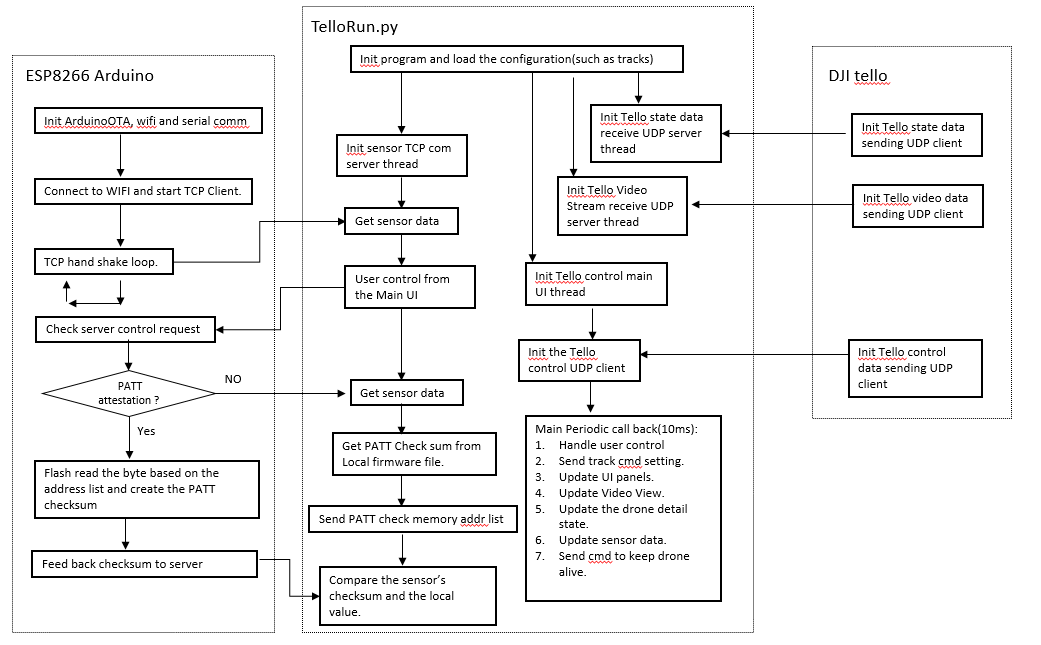 TelloRun.py
Init program and load the configuration(such as tracks)
ESP8266 Arduino
Init ArduinoOTA, wifi and serial comm
Connect to WIFI and start TCP Client.
TCP hand shake loop.
Check server control request
PATT
attestation ?
NO
Yes
Flash read the byte based on the
address list and create the PATT
checksum
Feed back checksum to server
Init sensor TCP com
server thread
Get sensor data
User control from
the Main UI
Get sensor data
Get PATT Check sum from
Local firmware file.
Send PATT check memory addr list
Compare the sensor’s
checksum and the local
value.
Init Tello state data
receive UDP server
thread
Init Tello Video
Stream receive UDP
server thread
Init Tello control main
UI thread
Init the Tello
control UDP client
Main Periodic call back(10ms):
1. Handle user control
2. Send track cmd setting.
3. Update UI panels.
4. Update Video View.
5. Update the drone detail
state.
6. Update sensor data.
7. Send cmd to keep drone
alive.
DJI tello
Init Tello state data
sending UDP client
Init Tello video data
sending UDP client
Init Tello control
data sending UDP
client